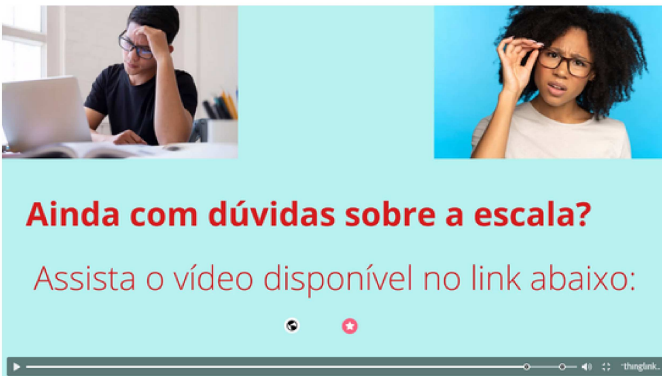 Ainda com dúvidas sobre a escala?
Assista o vídeo disponível no link abaixo:
thinglink..